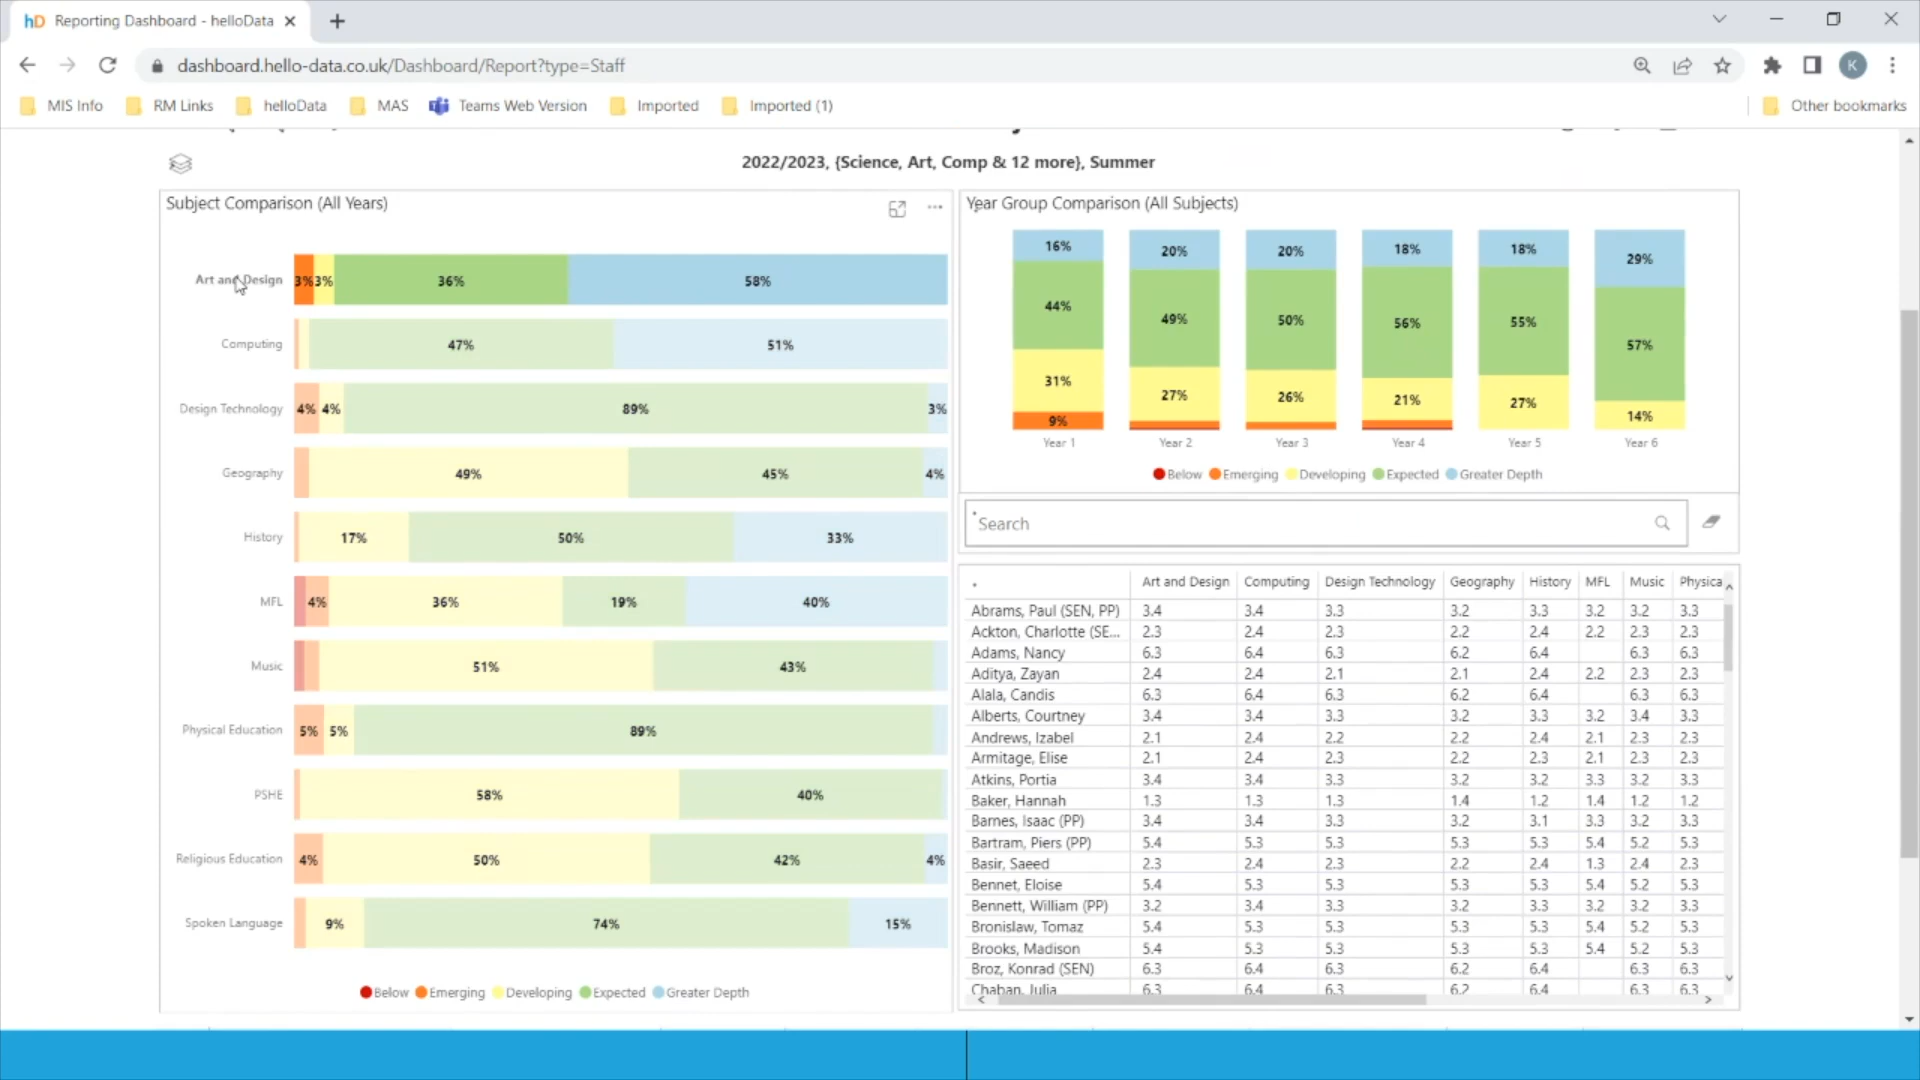 hD Reporting Dashboard - helloData
dashboard.hello-data.co.uk/Dashboard/Report?type=Staff
K
MIS Info RM Links helloData MAS Teams Web Version Imported Imported (1) Other bookmarks
2022/2023, {Science, Art, Comp & 12 more}, Summer
Subject Comparison (All Years)
Art and Design 3% 3% 36% 58%
Computing 47% 51%
Design Technology 4% 4% 89% 3%
Geography 49% 45% 4%
History 17% 50% 33%
MFL 4% 36% 19% 40%
Music 51% 43%
Physical Education 5% 5% 89%
PSHE 58% 40%
Religious Education 4% 50% 42% 4%
Spoken Language 9% 74% 15%
Below Emerging Developing Expected Greater Depth
Year Group Comparison (All Subjects)
16% 20% 20% 18% 18% 29%
44% 49% 50% 56% 55% 57%
31% 27% 26% 21% 27% 14%
9%
Year 1 Year 2 Year 3 Year 4 Year 5 Year 6
Below Emerging Developing Expected Greater Depth
Search
Art and Design Computing Design Technology Geography History MFL Music Physica
Abrams, Paul (SEN, PP) 3.4 3.4 3.3 3.2 3.3 3.2 3.2 3.3
Ackton, Charlotte (SE... 2.3 2.4 2.3 2.2 2.4 2.2 2.3 2.3
Adams, Nancy 6.3 6.4 6.3 6.2 6.4 6.3 6.3
Aditya, Zayan 2.4 2.4 2.1 2.1 2.4 2.2 2.3 2.3
Alala, Candis 6.3 6.4 6.3 6.2 6.4 6.3 6.3
Alberts, Courtney 3.4 3.4 3.3 3.2 3.3 3.2 3.4 3.3
Andrews, Izabel 2.1 2.4 2.2 2.2 2.4 2.1 2.3 2.3
Armitage, Elise 2.1 2.4 2.3 2.2 2.3 2.1 2.3 2.3
Atkins, Portia 3.4 3.4 3.3 3.2 3.2 3.3 3.2 3.3
Baker, Hannah 1.3 1.3 1.3 1.4 1.2 1.4 1.2 1.2
Barnes, Isaac (PP) 3.4 3.4 3.3 3.2 3.1 3.3 3.2 3.3
Bartram, Piers (PP) 5.4 5.3 5.3 5.3 5.3 5.4 5.2 5.3
Basir, Saeed 2.3 2.4 2.3 2.2 2.4 1.3 2.4 2.3
Bennet, Eloise 5.4 5.3 5.3 5.3 5.3 5.4 5.2 5.3
Bennett, William (PP) 3.2 3.4 3.3 3.2 3.3 3.2 3.2 3.3
Bronislaw, Tomaz 5.4 5.3 5.3 5.3 5.3 5.4 5.2 5.3
Brooks, Madison 5.4 5.3 5.3 5.3 5.3 5.4 5.2 5.3
Broz, Konrad (SEN) 6.3 6.4 6.3 6.2 6.4 6.3 6.3
Chaban, Julia 6.3 6.4 6.3 6.2 6.4 6.3 6.3